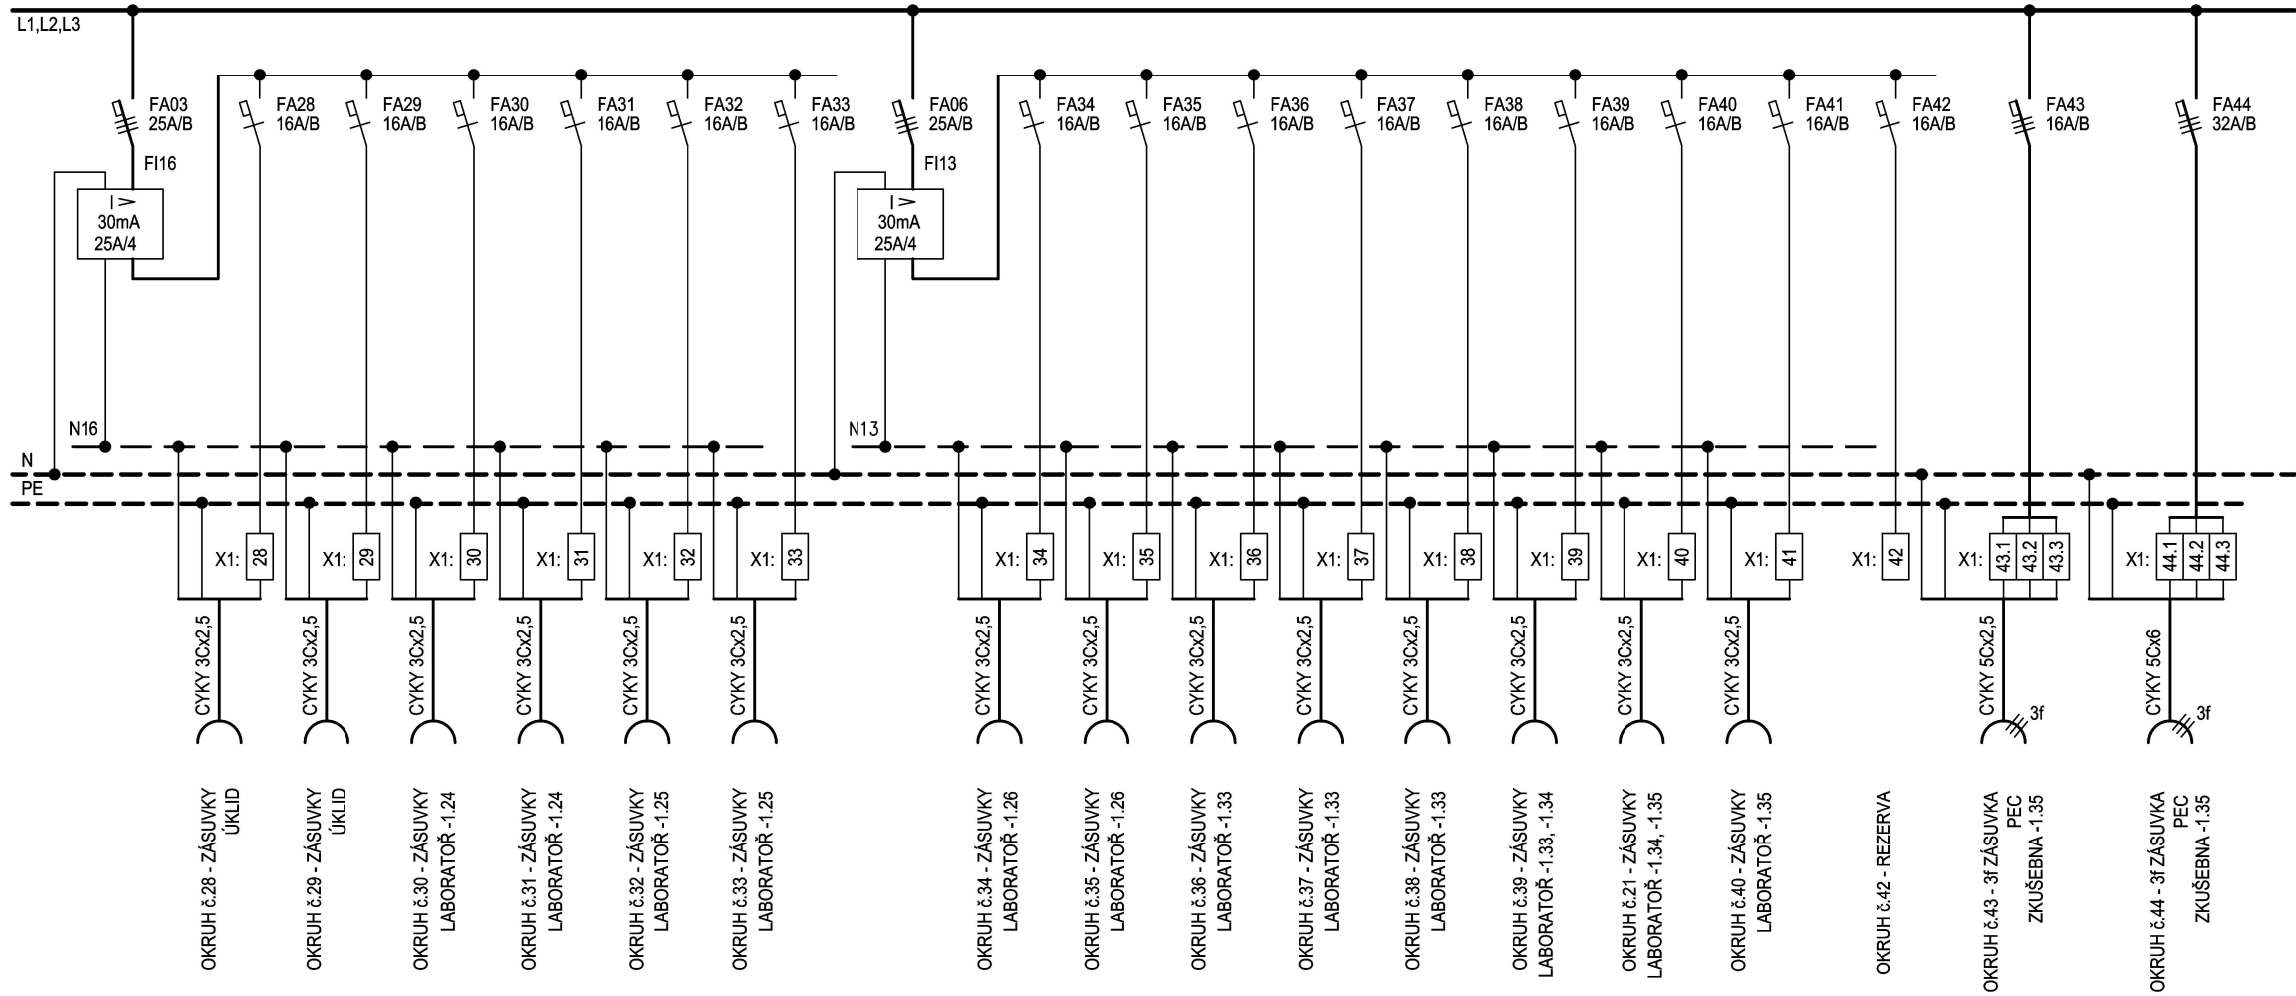 L1,L2,L3
FA03
25A/B
FA28
16A/B
FA29
16A/B
FA30
16A/B
FA31
16A/B
FA32
16A/B
FA33
16A/B
FA06
25A/B
FA34
16A/B
FA35
16A/B
FA36
16A/B
FA37
16A/B
FA38
16A/B
FA39
16A/B
FA40
16A/B
FA41
16A/B
FA42
16A/B
FA43
16A/B
FA44
32A/B
FI16
I >
30mA
25A/4
FI13
I >
30mA
25A/4
N16
N13
N
PE
X1: 28
X1: 29
X1: 30
X1: 31
X1: 32
X1: 33
X1: 34
X1: 35
X1: 36
X1: 37
X1: 38
X1: 39
X1: 40
X1: 41
X1: 42
X1: 43.1 43.2 43.3
X1: 44.1 44.2 44.3
CYKY 3Cx2,5
CYKY 3Cx2,5
CYKY 3Cx2,5
CYKY 3Cx2,5
CYKY 3Cx2,5
CYKY 3Cx2,5
CYKY 3Cx2,5
CYKY 3Cx2,5
CYKY 3Cx2,5
CYKY 3Cx2,5
CYKY 3Cx2,5
CYKY 3Cx2,5
CYKY 3Cx2,5
CYKY 3Cx2,5
CYKY 5Cx2,5
CYKY 5Cx6
3f
3f
OKRUH č.28 - ZÁSUVKY
ÚKLID
OKRUH č.29 - ZÁSUVKY
ÚKLID
OKRUH č.30 - ZÁSUVKY
LABORATOŘ -1.24
OKRUH č.31 - ZÁSUVKY
LABORATOŘ -1.24
OKRUH č.32 - ZÁSUVKY
LABORATOŘ -1.25
OKRUH č.33 - ZÁSUVKY
LABORATOŘ -1.25
OKRUH č.34 - ZÁSUVKY
LABORATOŘ -1.26
OKRUH č.35 - ZÁSUVKY
LABORATOŘ -1.26
OKRUH č.36 - ZÁSUVKY
LABORATOŘ -1.33
OKRUH č.37 - ZÁSUVKY
LABORATOŘ -1.33
OKRUH č.38 - ZÁSUVKY
LABORATOŘ -1.33
OKRUH č.39 - ZÁSUVKY
LABORATOŘ -1.33, -1.34
OKRUH č.21 - ZÁSUVKY
LABORATOŘ -1.34, -1.35
OKRUH č.40 - ZÁSUVKY
LABORATOŘ -1.35
OKRUH č.42 - REZERVA
OKRUH č.43 - 3f ZÁSUVKA
PEC
ZKUŠEBNA -1.35
OKRUH č.44 - 3f ZÁSUVKA
PEC
ZKUŠEBNA -1.35